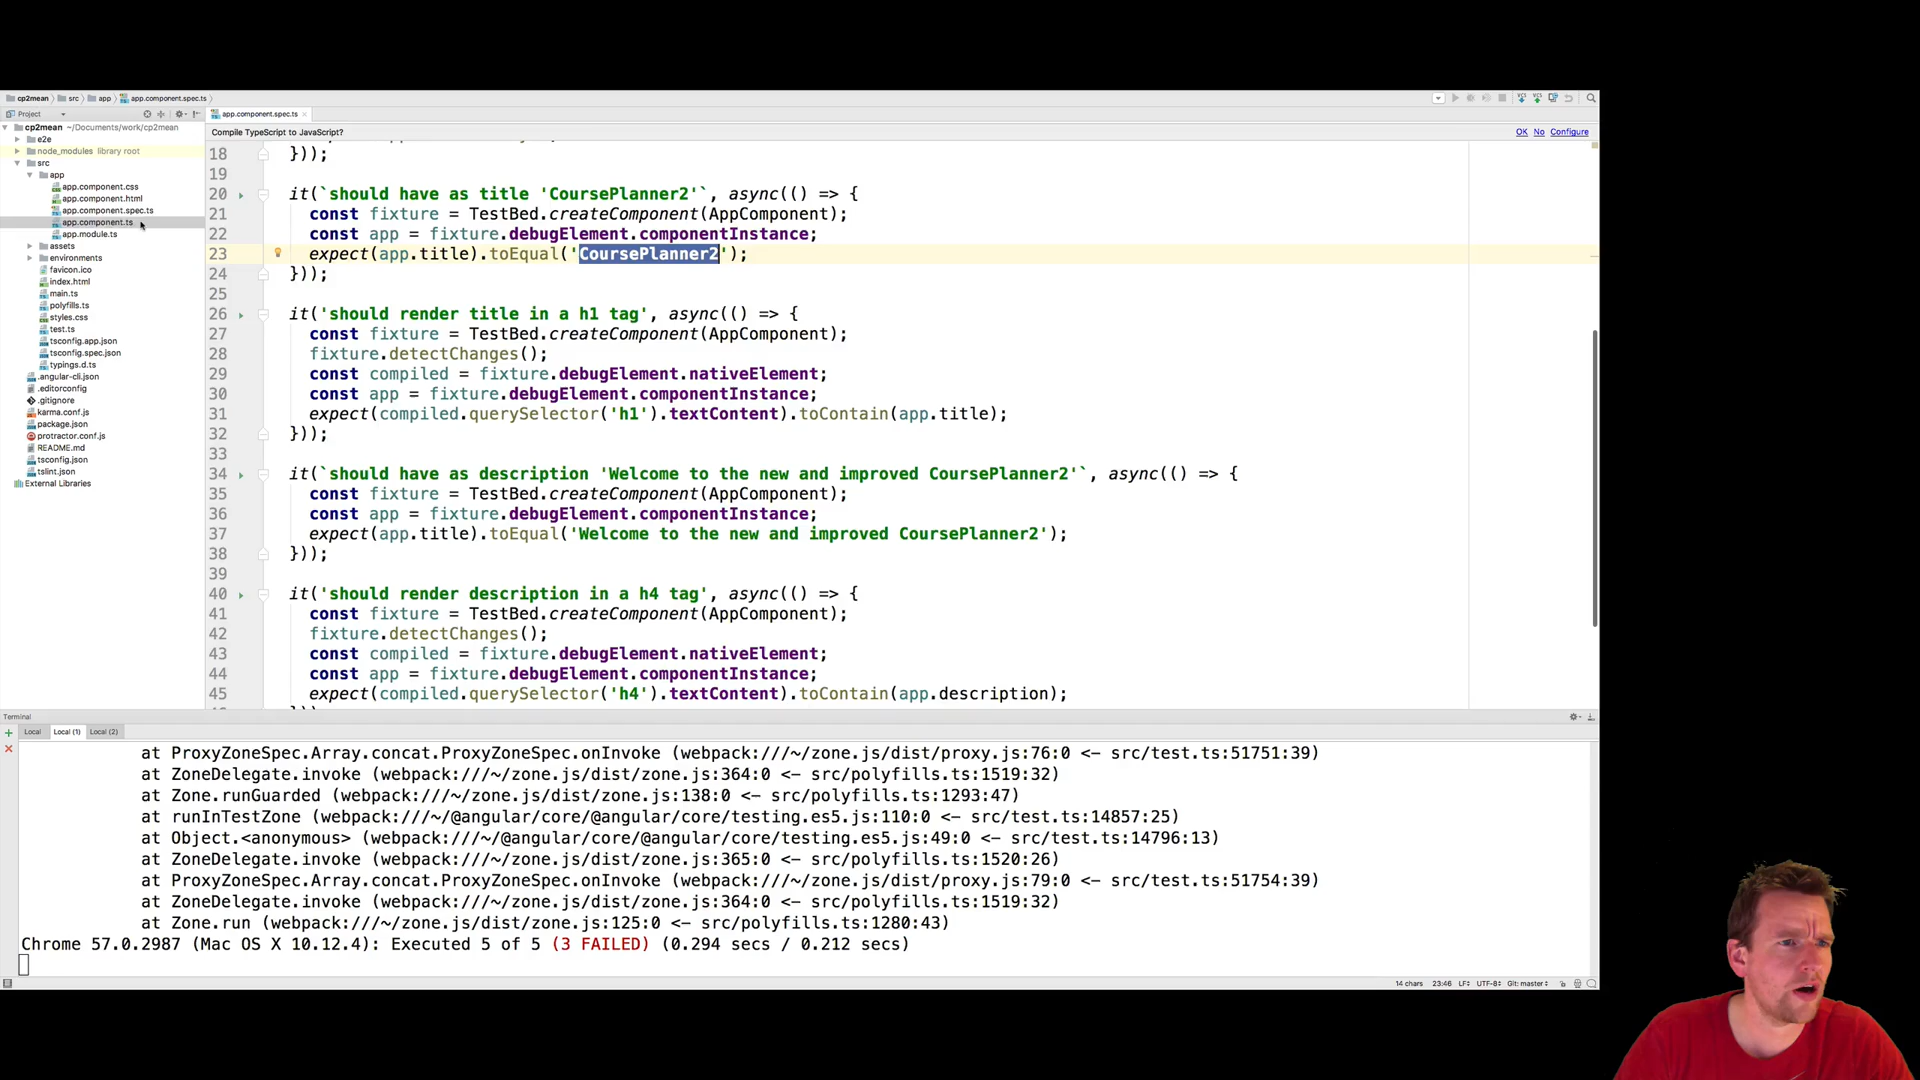 cp2mean src app app.component.spec.ts
Project
app.component.spec.ts
Compile TypeScript to JavaScript?
OK No Configure
cp2mean ~/Documents/work/cp2mean
e2e
node_modules library root
src
app
app.component.css
app.component.html
app.component.spec.ts
app.component.ts
app.module.ts
assets
environments
favicon.ico
index.html
main.ts
polyfills.ts
styles.css
test.ts
tsconfig.app.json
tsconfig.spec.json
typings.d.ts
.angular-cli.json
.editorconfig
.gitignore
karma.conf.js
package.json
protractor.conf.js
README.md
tsconfig.json
tslint.json
External Libraries
18 }));
19
20 it(`should have as title 'CoursePlanner2'`, async(() => {
21 const fixture = TestBed.createComponent(AppComponent);
22 const app = fixture.debugElement.componentInstance;
23 expect(app.title).toEqual('CoursePlanner2');
24 }));
25
26 it('should render title in a h1 tag', async(() => {
27 const fixture = TestBed.createComponent(AppComponent);
28 fixture.detectChanges();
29 const compiled = fixture.debugElement.nativeElement;
30 const app = fixture.debugElement.componentInstance;
31 expect(compiled.querySelector('h1').textContent).toContain(app.title);
32 }));
33
34 it(`should have as description 'Welcome to the new and improved CoursePlanner2'`, async(() => {
35 const fixture = TestBed.createComponent(AppComponent);
36 const app = fixture.debugElement.componentInstance;
37 expect(app.title).toEqual('Welcome to the new and improved CoursePlanner2');
38 }));
39
40 it('should render description in a h4 tag', async(() => {
41 const fixture = TestBed.createComponent(AppComponent);
42 fixture.detectChanges();
43 const compiled = fixture.debugElement.nativeElement;
44 const app = fixture.debugElement.componentInstance;
45 expect(compiled.querySelector('h4').textContent).toContain(app.description);
Terminal
Local Local (1) Local (2)
at ProxyZoneSpec.Array.concat.ProxyZoneSpec.onInvoke (webpack:///~/zone.js/dist/proxy.js:76:0 <- src/test.ts:51751:39)
at ZoneDelegate.invoke (webpack:///~/zone.js/dist/zone.js:364:0 <- src/polyfills.ts:1519:32)
at Zone.runGuarded (webpack:///~/zone.js/dist/zone.js:138:0 <- src/polyfills.ts:1293:47)
at runInTestZone (webpack:///~/@angular/core/@angular/core/testing.es5.js:110:0 <- src/test.ts:14857:25)
at Object.<anonymous> (webpack:///~/@angular/core/@angular/core/testing.es5.js:49:0 <- src/test.ts:14796:13)
at ZoneDelegate.invoke (webpack:///~/zone.js/dist/zone.js:365:0 <- src/polyfills.ts:1520:26)
at ProxyZoneSpec.Array.concat.ProxyZoneSpec.onInvoke (webpack:///~/zone.js/dist/proxy.js:79:0 <- src/test.ts:51754:39)
at ZoneDelegate.invoke (webpack:///~/zone.js/dist/zone.js:364:0 <- src/polyfills.ts:1519:32)
at Zone.run (webpack:///~/zone.js/dist/zone.js:125:0 <- src/polyfills.ts:1280:43)
Chrome 57.0.2987 (Mac OS X 10.12.4): Executed 5 of 5 (3 FAILED) (0.294 secs / 0.212 secs)
14 chars 23:46 LF UTF-8 Git: master